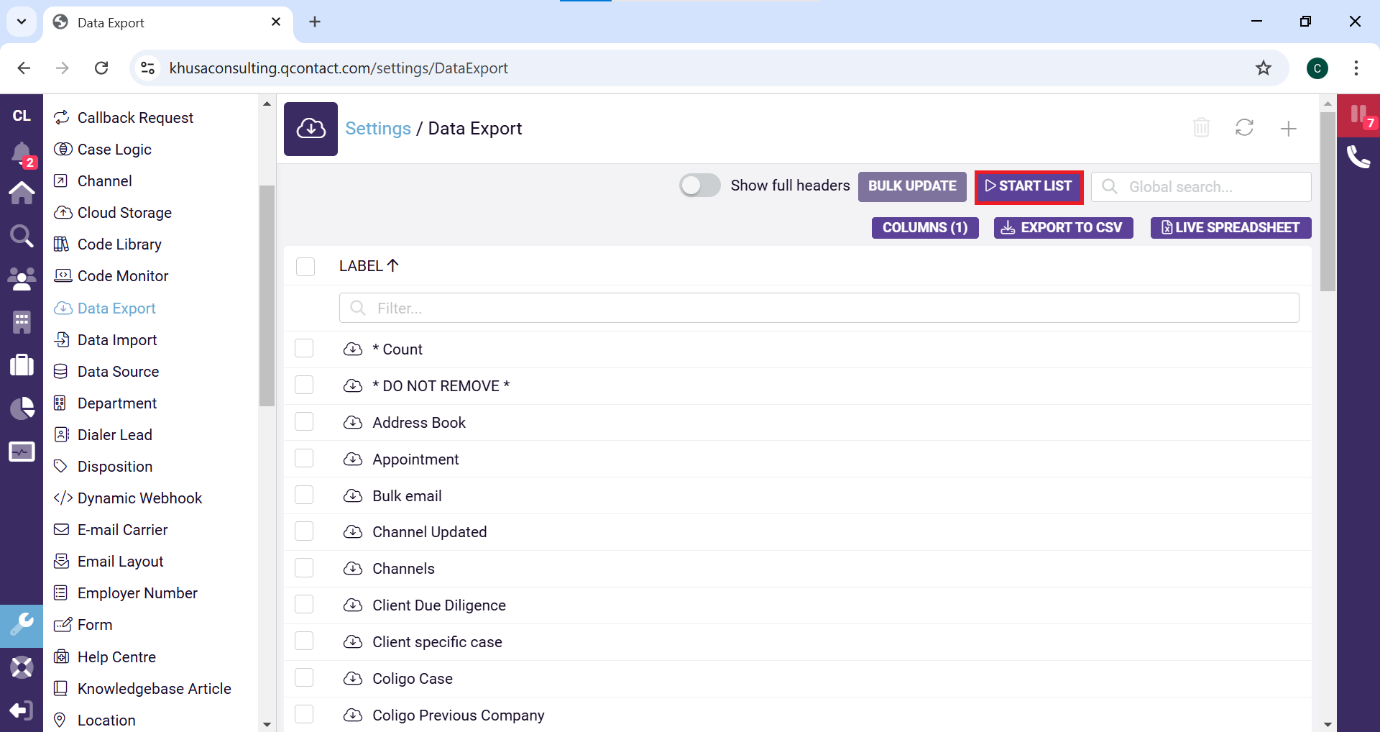 Data Export
khusaconsulting.qcontact.com/settings/DataExport
C
CL
2
Callback Request
Case Logic
Channel
Cloud Storage
Code Library
Code Monitor
Data Export
Data Import
Data Source
Department
Dialer Lead
Disposition
Dynamic Webhook
E-mail Carrier
Email Layout
Employer Number
Form
Help Centre
Knowledgebase Article
Location
Settings / Data Export
7
Show full headers
BULK UPDATE
START LIST
Global search...
COLUMNS (1)
EXPORT TO CSV
LIVE SPREADSHEET
LABEL
Filter...
* Count
* DO NOT REMOVE *
Address Book
Appointment
Bulk email
Channel Updated
Channels
Client Due Diligence
Client specific case
Coligo Case
Coligo Previous Company